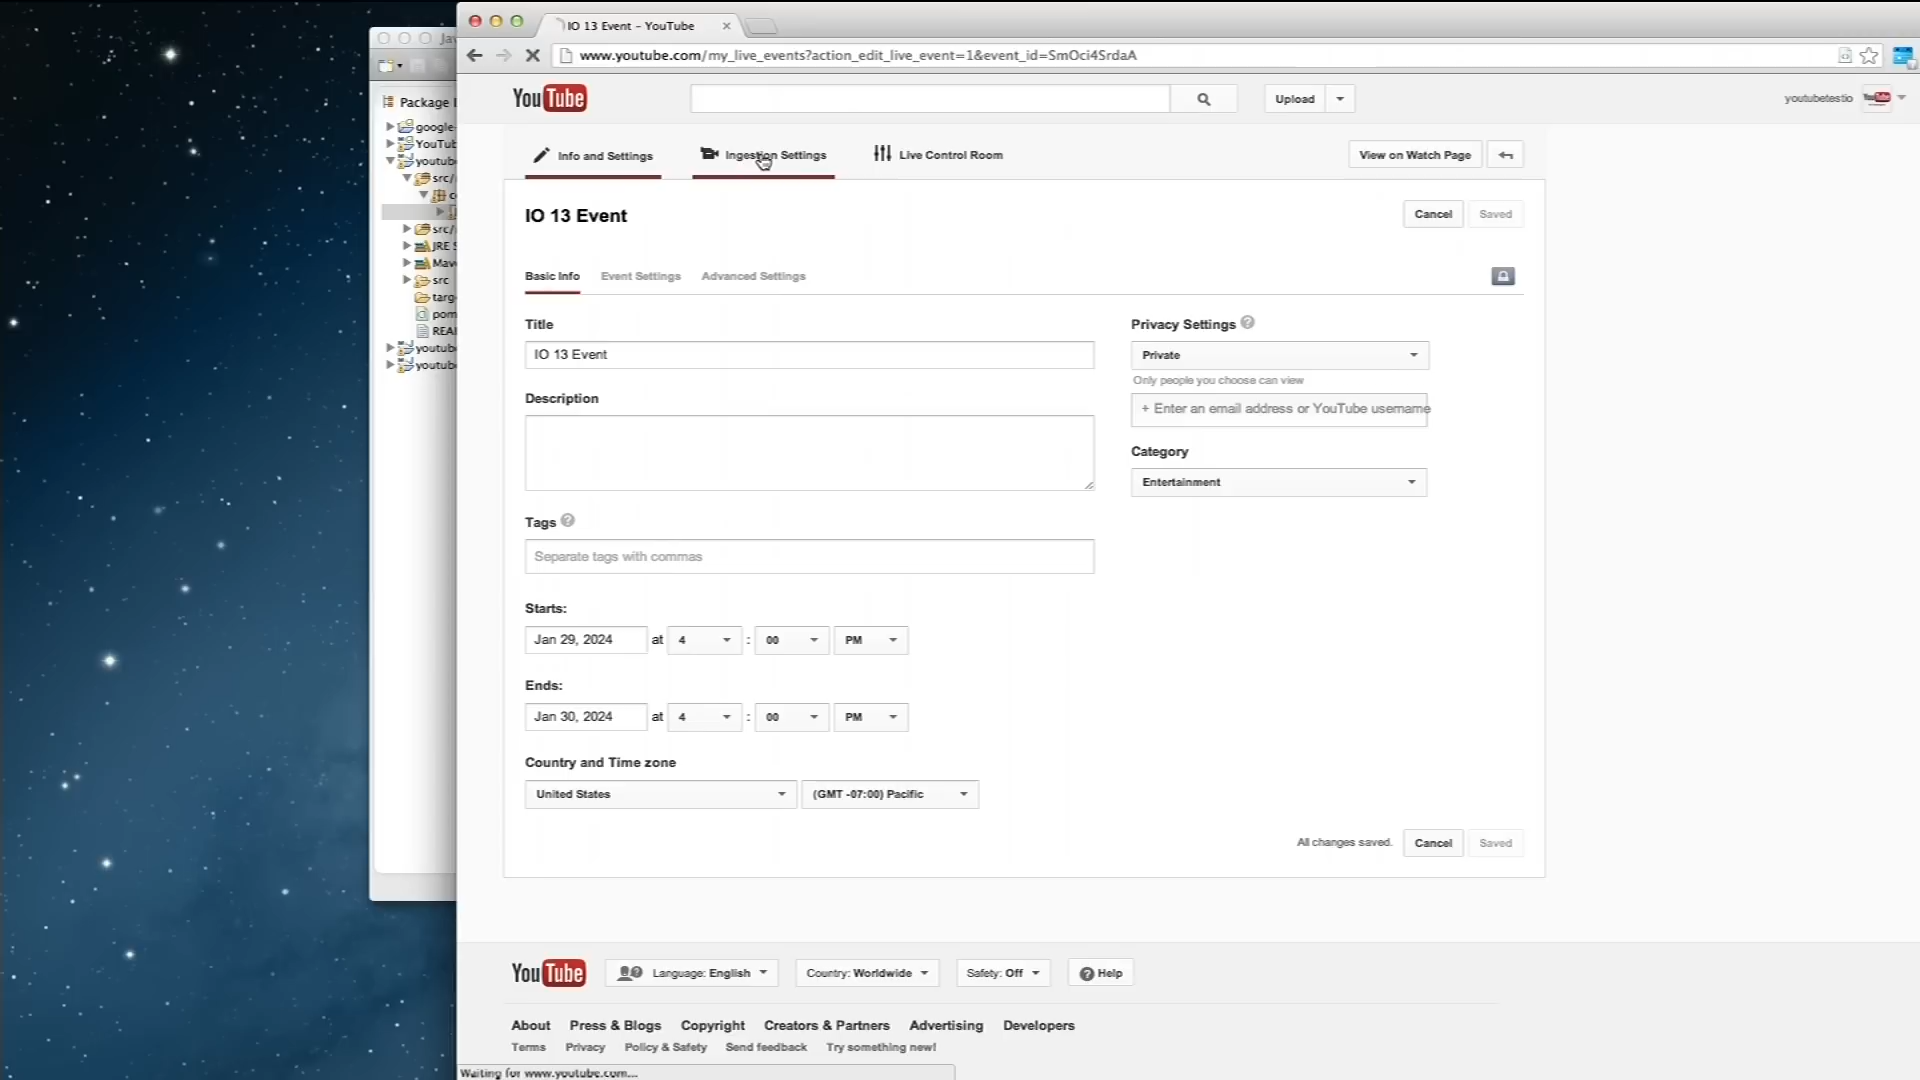 IO 13 Event - YouTube
www.youtube.com/my_live_events?action_edit_live_event=1&event_id=SmOci4SrdaA
Package
google-
YouTub
youtube
src/
c
src/
JRE S
Mav
src
targ
pom
REA
youtube
youtube
YouTube
Upload
youtubetestio
Info and Settings
Ingestion Settings
Live Control Room
View on Watch Page
IO 13 Event
Cancel
Saved
Basic Info
Event Settings
Advanced Settings
Title
IO 13 Event
Description
Tags
Separate tags with commas
Starts:
Jan 29, 2024 at 4 : 00 PM
Ends:
Jan 30, 2024 at 4 : 00 PM
Country and Time zone
United States
(GMT -07:00) Pacific
Privacy Settings
Private
Only people you choose can view
+ Enter an email address or YouTube username
Category
Entertainment
All changes saved.
Cancel
Saved
YouTube
Language: English
Country: Worldwide
Safety: Off
Help
About Press & Blogs Copyright Creators & Partners Advertising Developers
Terms Privacy Policy & Safety Send feedback Try something new!
Waiting for www.youtube.com...